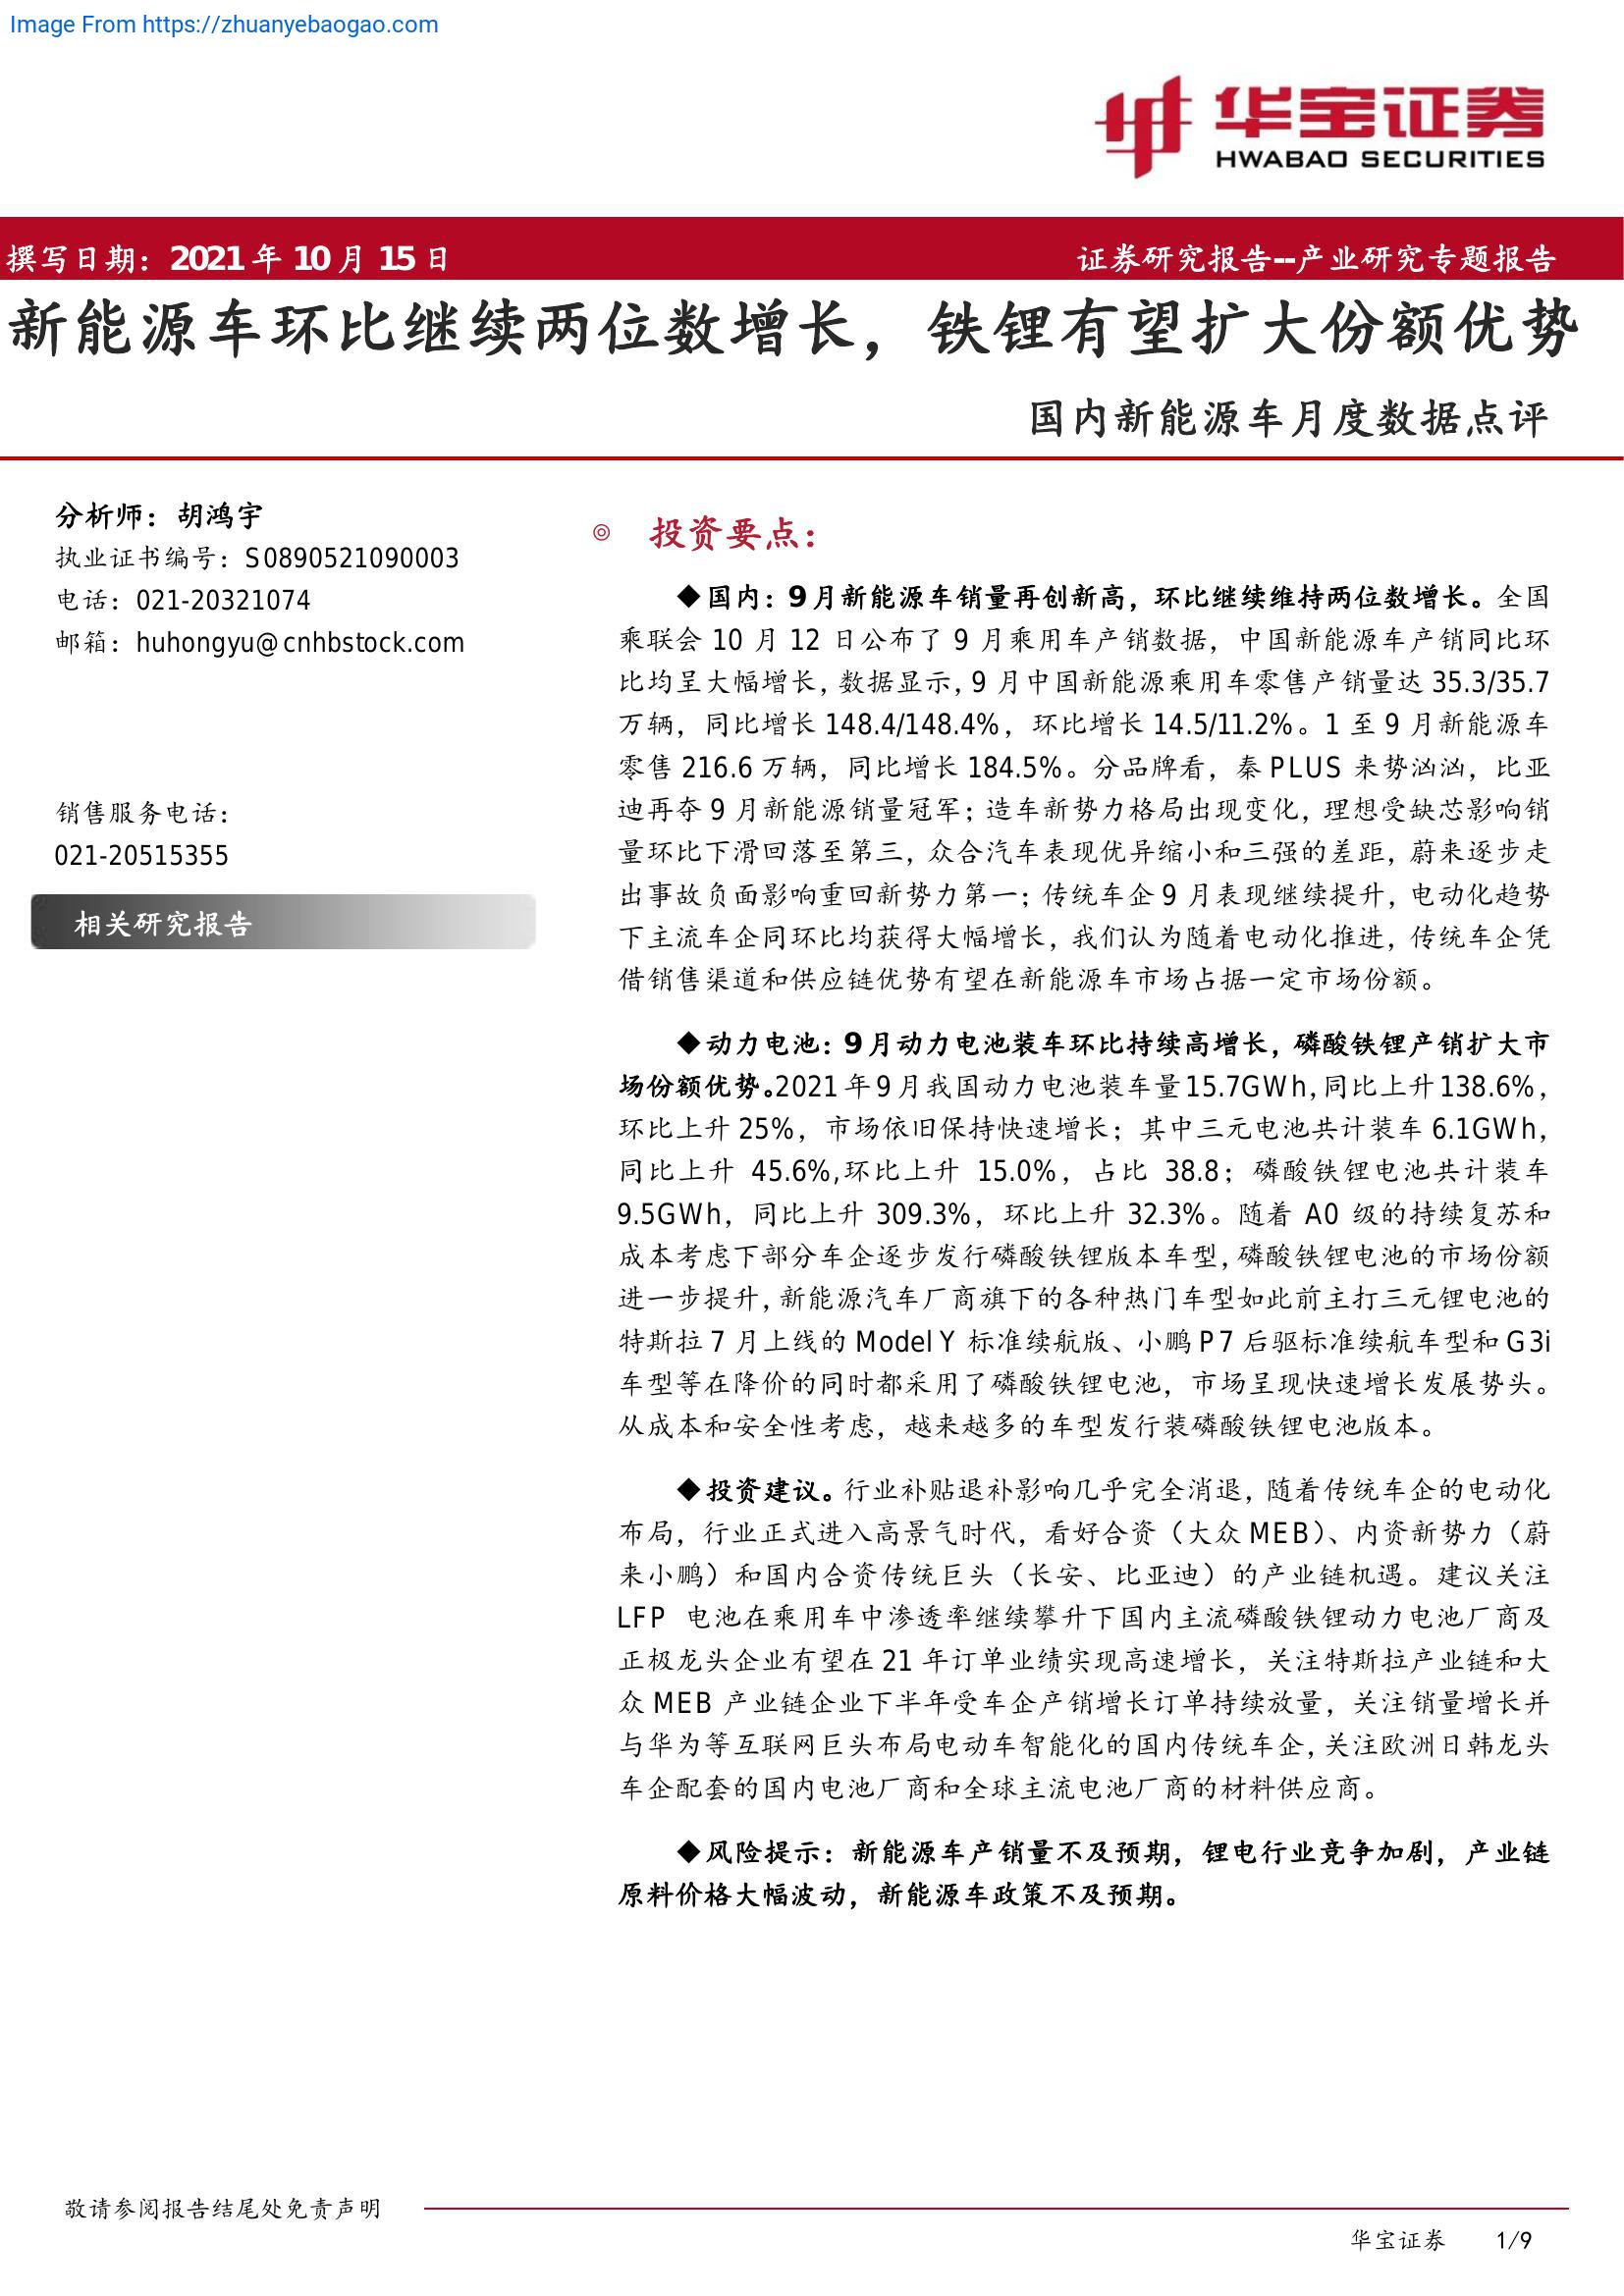 Image From https://zhuanyebaogao.com
华宝证券
HWABAO SECURITIES
撰写日期：2021 年 10 月 15 日
证券研究报告--产业研究专题报告
新能源车环比继续两位数增长，铁锂有望扩大份额优势
国内新能源车月度数据点评
分析师：胡鸿宇
执业证书编号：S0890521090003
电话：021-20321074
邮箱：huhongyu@cnhbstock.com
销售服务电话：
021-20515355
相关研究报告
◎ 投资要点：
◆国内：9月新能源车销量再创新高，环比继续维持两位数增长。全国
乘联会 10 月 12 日公布了 9 月乘用车产销数据，中国新能源车产销同比环
比均呈大幅增长，数据显示，9 月中国新能源乘用车零售产销量达 35.3/35.7
万辆，同比增长 148.4/148.4%，环比增长 14.5/11.2%。1 至 9 月新能源车
零售 216.6 万辆，同比增长 184.5%。分品牌看，秦 PLUS 来势汹汹，比亚
迪再夺 9 月新能源销量冠军；造车新势力格局出现变化，理想受缺芯影响销
量环比下滑回落至第三，众合汽车表现优异缩小和三强的差距，蔚来逐步走
出事故负面影响重回新势力第一；传统车企 9 月表现继续提升，电动化趋势
下主流车企同环比均获得大幅增长，我们认为随着电动化推进，传统车企凭
借销售渠道和供应链优势有望在新能源车市场占据一定市场份额。
◆动力电池：9月动力电池装车环比持续高增长，磷酸铁锂产销扩大市
场份额优势。2021 年 9 月我国动力电池装车量 15.7GWh，同比上升 138.6%，
环比上升 25%，市场依旧保持快速增长；其中三元电池共计装车 6.1GWh，
同比上升 45.6%,环比上升 15.0%，占比 38.8；磷酸铁锂电池共计装车
9.5GWh，同比上升 309.3%，环比上升 32.3%。随着 A0 级的持续复苏和
成本考虑下部分车企逐步发行磷酸铁锂版本车型，磷酸铁锂电池的市场份额
进一步提升，新能源汽车厂商旗下的各种热门车型如此前主打三元锂电池的
特斯拉 7 月上线的 Model Y 标准续航版、小鹏 P7 后驱标准续航车型和 G3i
车型等在降价的同时都采用了磷酸铁锂电池，市场呈现快速增长发展势头。
从成本和安全性考虑，越来越多的车型发行装磷酸铁锂电池版本。
◆投资建议。行业补贴退补影响几乎完全消退，随着传统车企的电动化
布局，行业正式进入高景气时代，看好合资（大众 MEB）、内资新势力（蔚
来小鹏）和国内合资传统巨头（长安、比亚迪）的产业链机遇。建议关注
LFP 电池在乘用车中渗透率继续攀升下国内主流磷酸铁锂动力电池厂商及
正极龙头企业有望在 21 年订单业绩实现高速增长，关注特斯拉产业链和大
众 MEB 产业链企业下半年受车企产销增长订单持续放量，关注销量增长并
与华为等互联网巨头布局电动车智能化的国内传统车企，关注欧洲日韩龙头
车企配套的国内电池厂商和全球主流电池厂商的材料供应商。
◆风险提示：新能源车产销量不及预期，锂电行业竞争加剧，产业链
原料价格大幅波动，新能源车政策不及预期。
敬请参阅报告结尾处免责声明
华宝证券 1/9